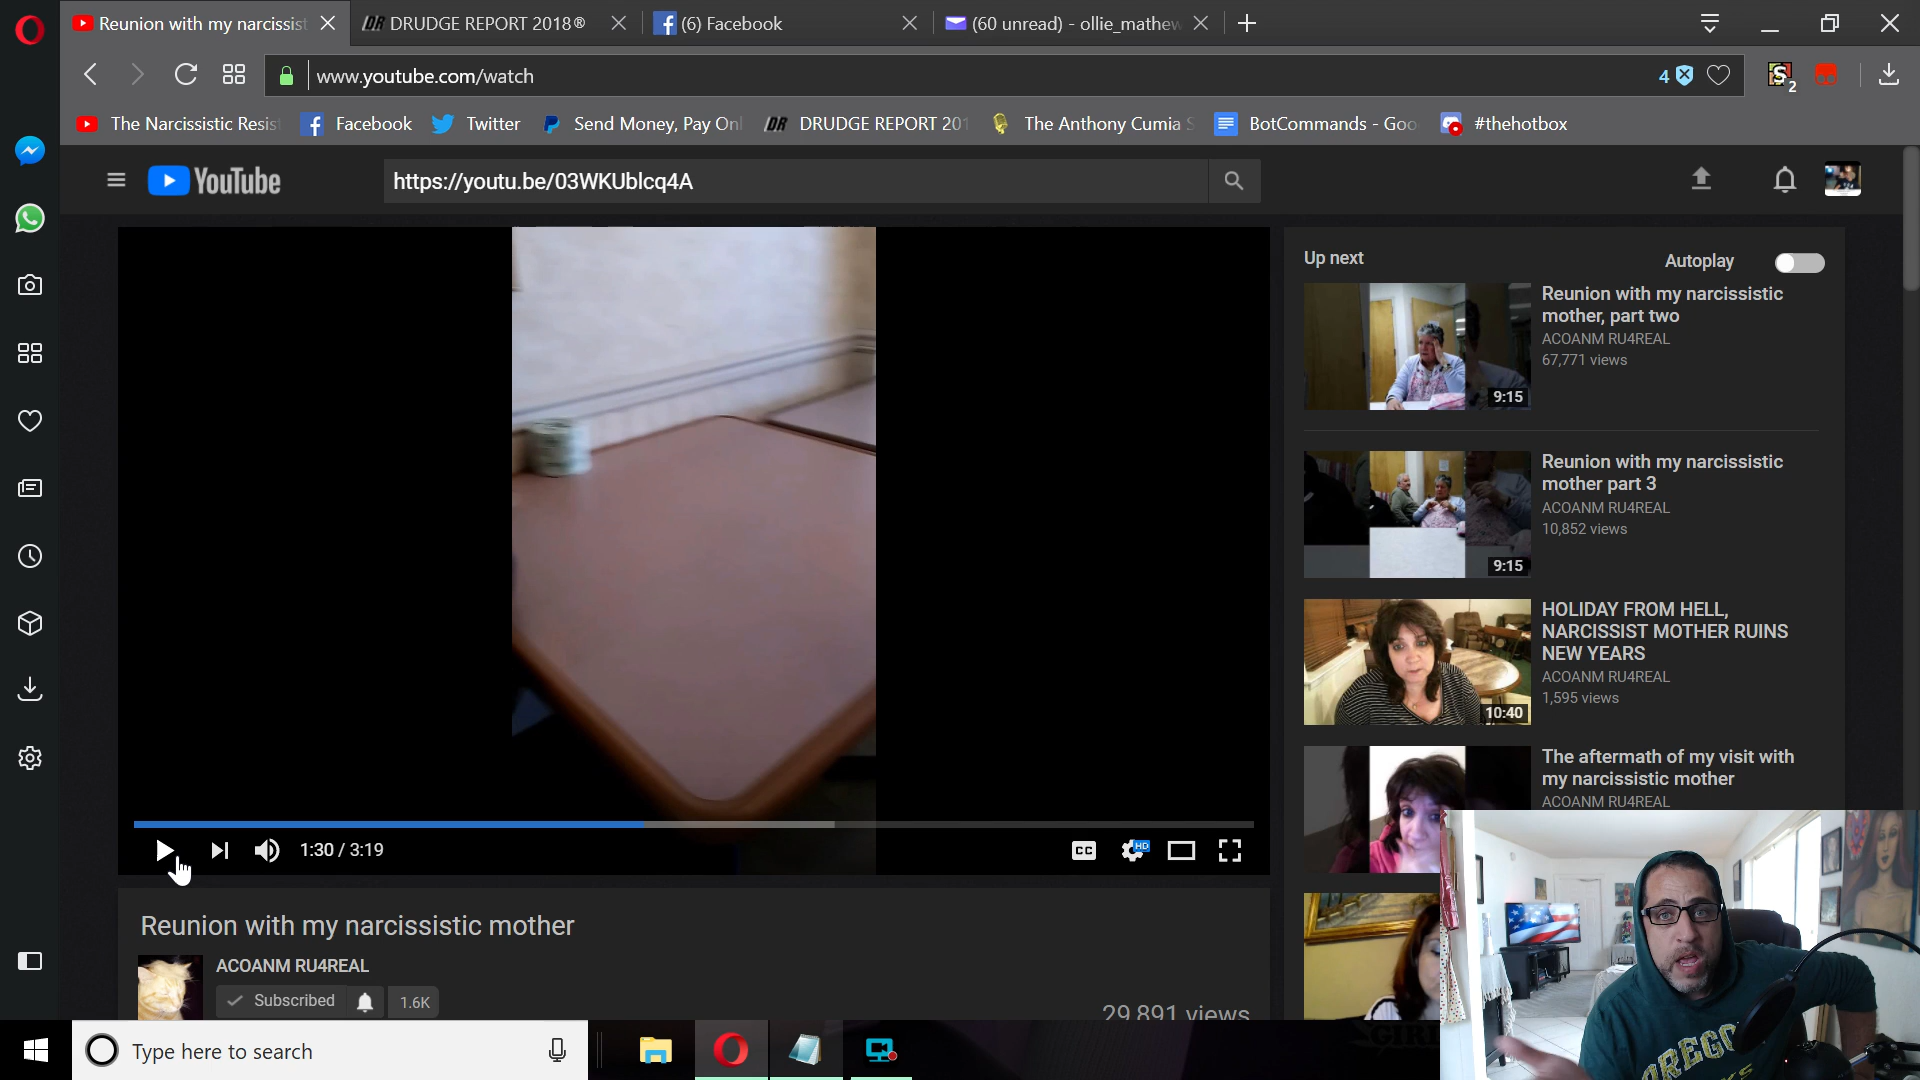 Reunion with my narcissist
DRUDGE REPORT 2018®
(6) Facebook
(60 unread) - ollie_mathew
www.youtube.com/watch
4
2
The Narcissistic Resis
Facebook
Twitter
Send Money, Pay Onl
DRUDGE REPORT 201
The Anthony Cumia S
BotCommands - Goo
#thehotbox
YouTube
https://youtu.be/03WKUblcq4A
Up next
Autoplay
Reunion with my narcissistic
mother, part two
ACOANM RU4REAL
67,771 views
9:15
Reunion with my narcissistic
mother part 3
ACOANM RU4REAL
10,852 views
9:15
HOLIDAY FROM HELL,
NARCISSIST MOTHER RUINS
NEW YEARS
ACOANM RU4REAL
1,595 views
10:40
The aftermath of my visit with
my narcissistic mother
ACOANM RU4REAL
1:30 / 3:19
CC
HD
Reunion with my narcissistic mother
ACOANM RU4REAL
Subscribed
1.6K
29,891 views
Type here to search
OREGO